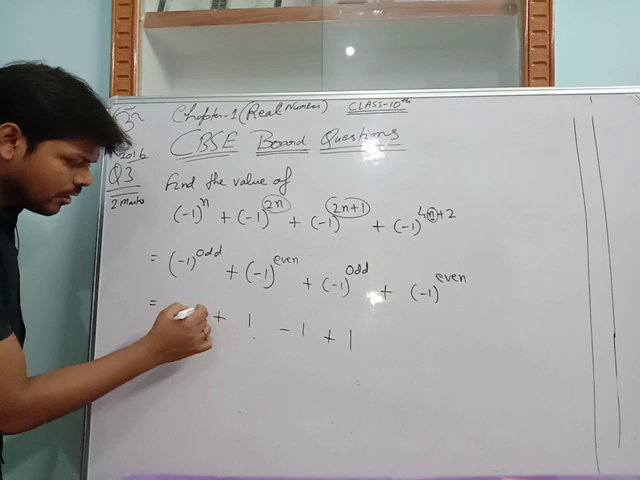 Chapter-1 (Real Number) CLASS-10th
CBSE Board Questions
2016
Q3
2 Marks
Find the value of
(-1)^n + (-1)^2n + (-1)^2n+1 + (-1)^4n+2
= (-1)^Odd + (-1)^even + (-1)^Odd + (-1)^even
= + 1 - 1 + 1